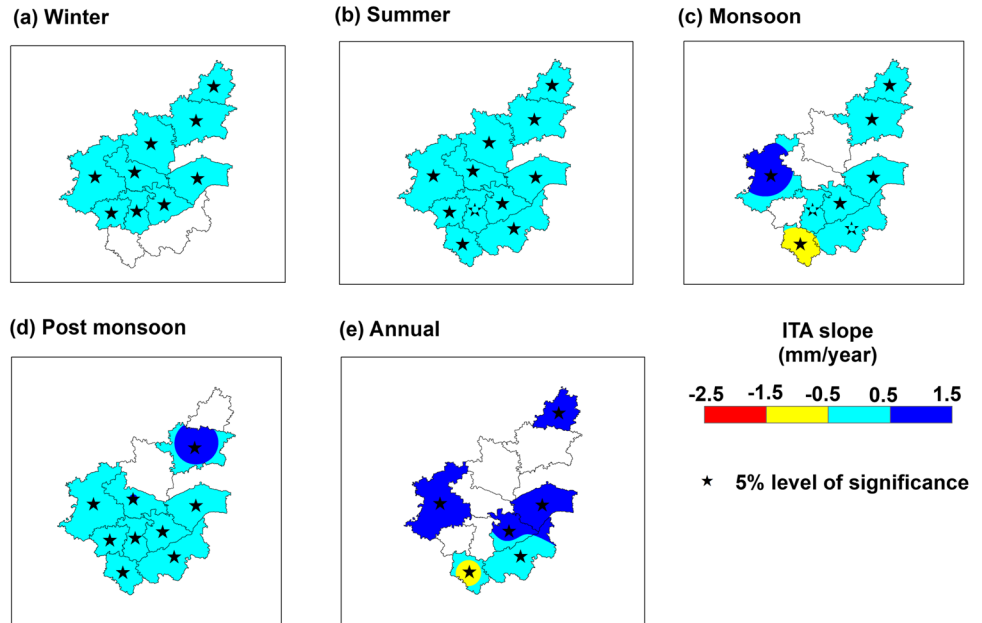 (a) Winter
(b) Summer
(c) Monsoon
(d) Post monsoon
(e) Annual
ITA slope
(mm/year)
-2.5 -1.5 -0.5 0.5 1.5
5% level of significance